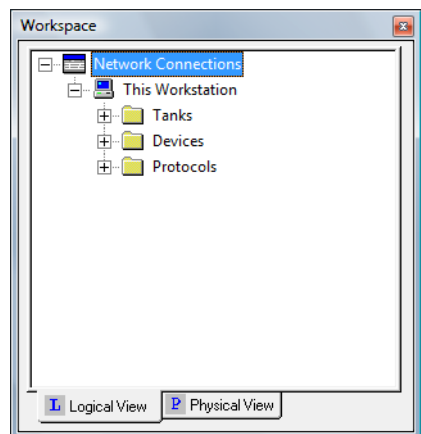 Workspace
Network Connections
This Workstation
Tanks
Devices
Protocols
L Logical View P Physical View